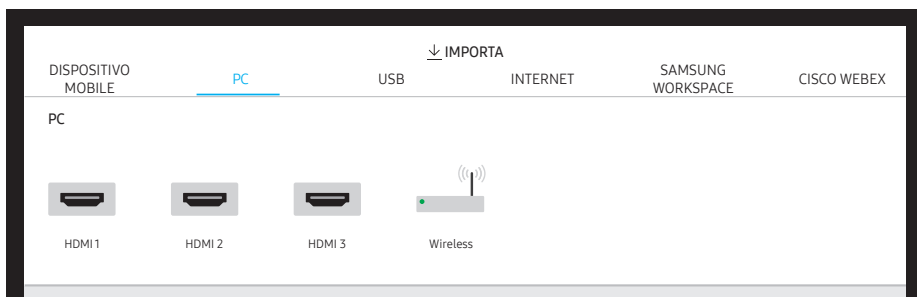 IMPORTA
DISPOSITIVO
MOBILE
PC
USB
INTERNET
SAMSUNG
WORKSPACE
CISCO WEBEX
PC
HDMI 1
HDMI 2
HDMI 3
Wireless